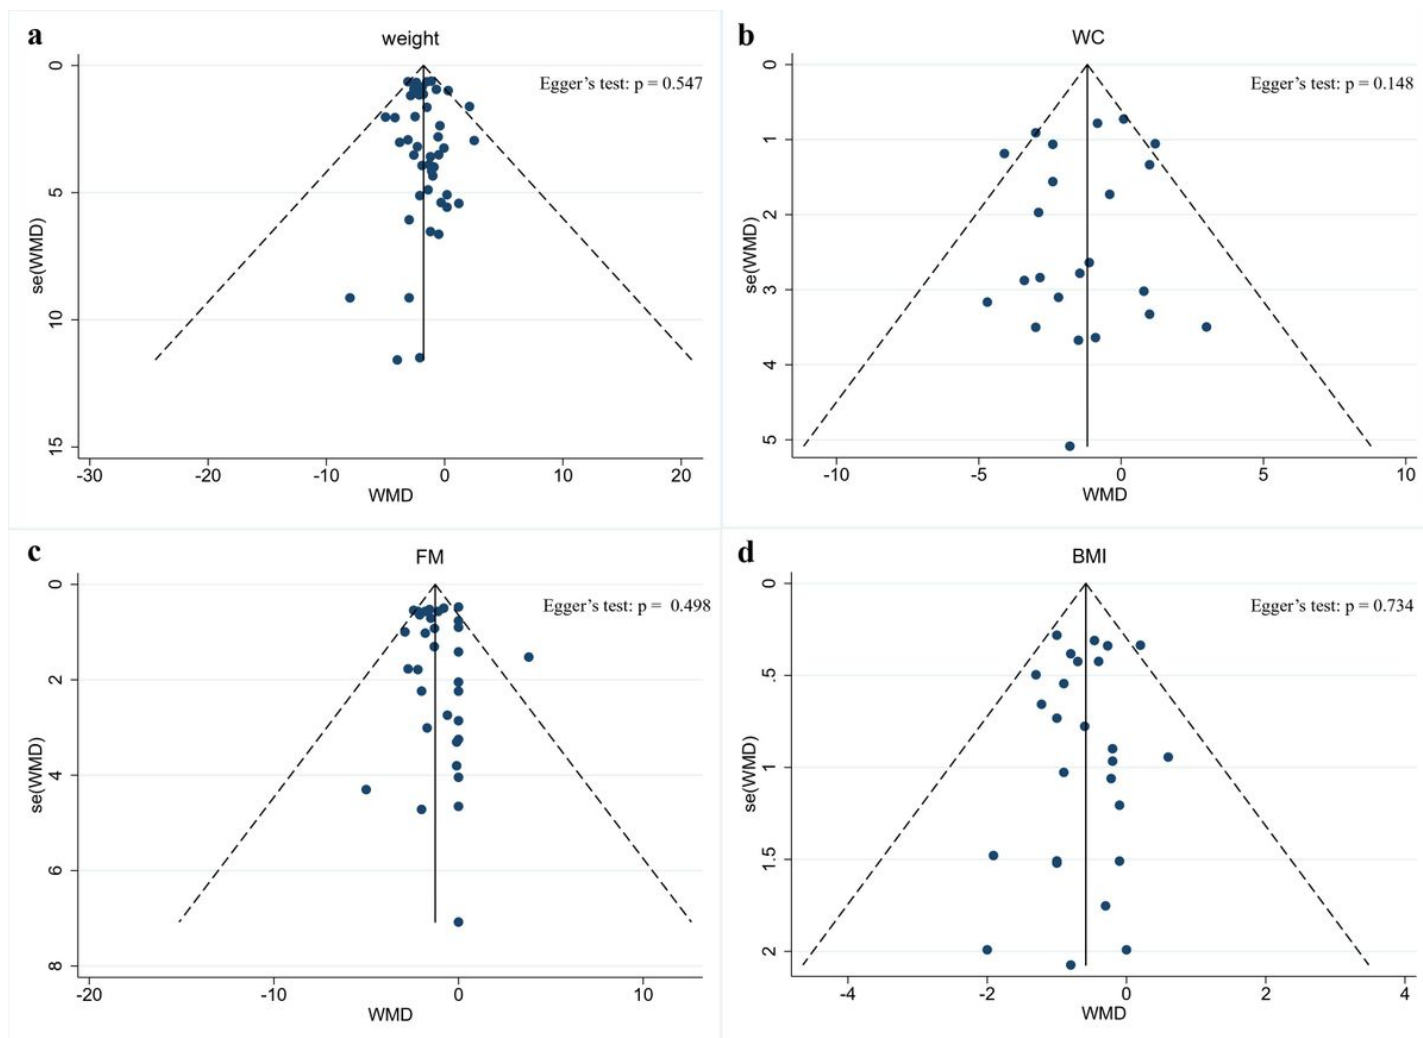 a
weight
Egger's test: p = 0.547
0
5
10
15
se(WMD)
-30
-20
-10
0
10
20
WMD
b
WC
Egger's test: p = 0.148
0
1
2
3
4
5
se(WMD)
-10
-5
0
5
10
WMD
c
FM
Egger's test: p =  0.498
0
2
4
6
8
se(WMD)
-20
-10
0
10
WMD
d
BMI
Egger's test: p = 0.734
0
.5
1
1.5
2
se(WMD)
-4
-2
0
2
4
WMD